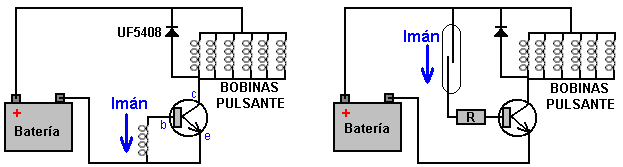 UF5408
Imán
BOBINAS
PULSANTE
c
b
e
+
Batería
Imán
R
BOBINAS
PULSANTE
+
Batería